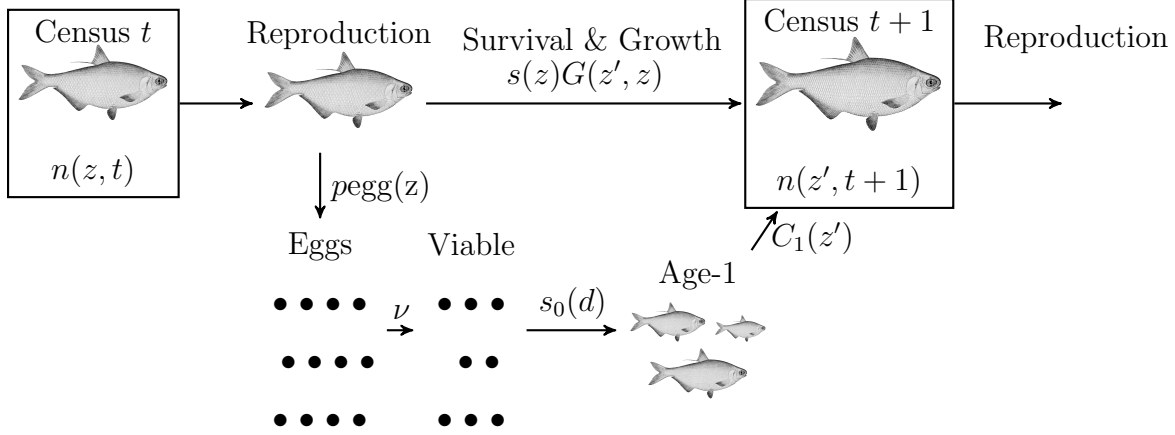 Census t
n(z, t)
Reproduction
Survival & Growth
s(z)G(z′, z)
Census t + 1
n(z′, t + 1)
Reproduction
pegg(z)
Eggs
ν
Viable
s₀(d)
Age-1
C₁(z′)